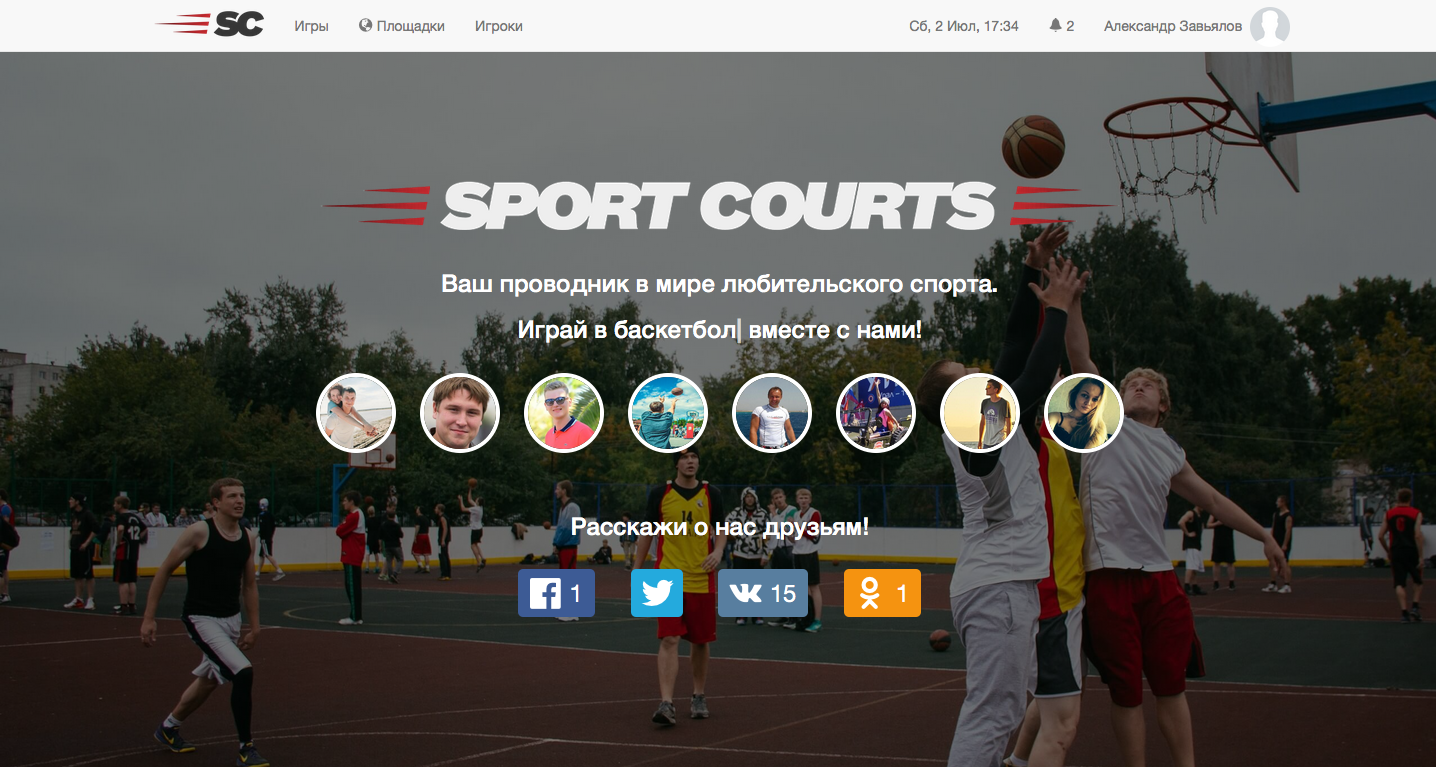 SC
Игры
Площадки
Игроки
Сб, 2 Июл, 17:34
2
Александр Завьялов
SPORT COURTS
Ваш проводник в мире любительского спорта.
Играй в баскетбол| вместе с нами!
14
Расскажи о нас друзьям!
1
15
1